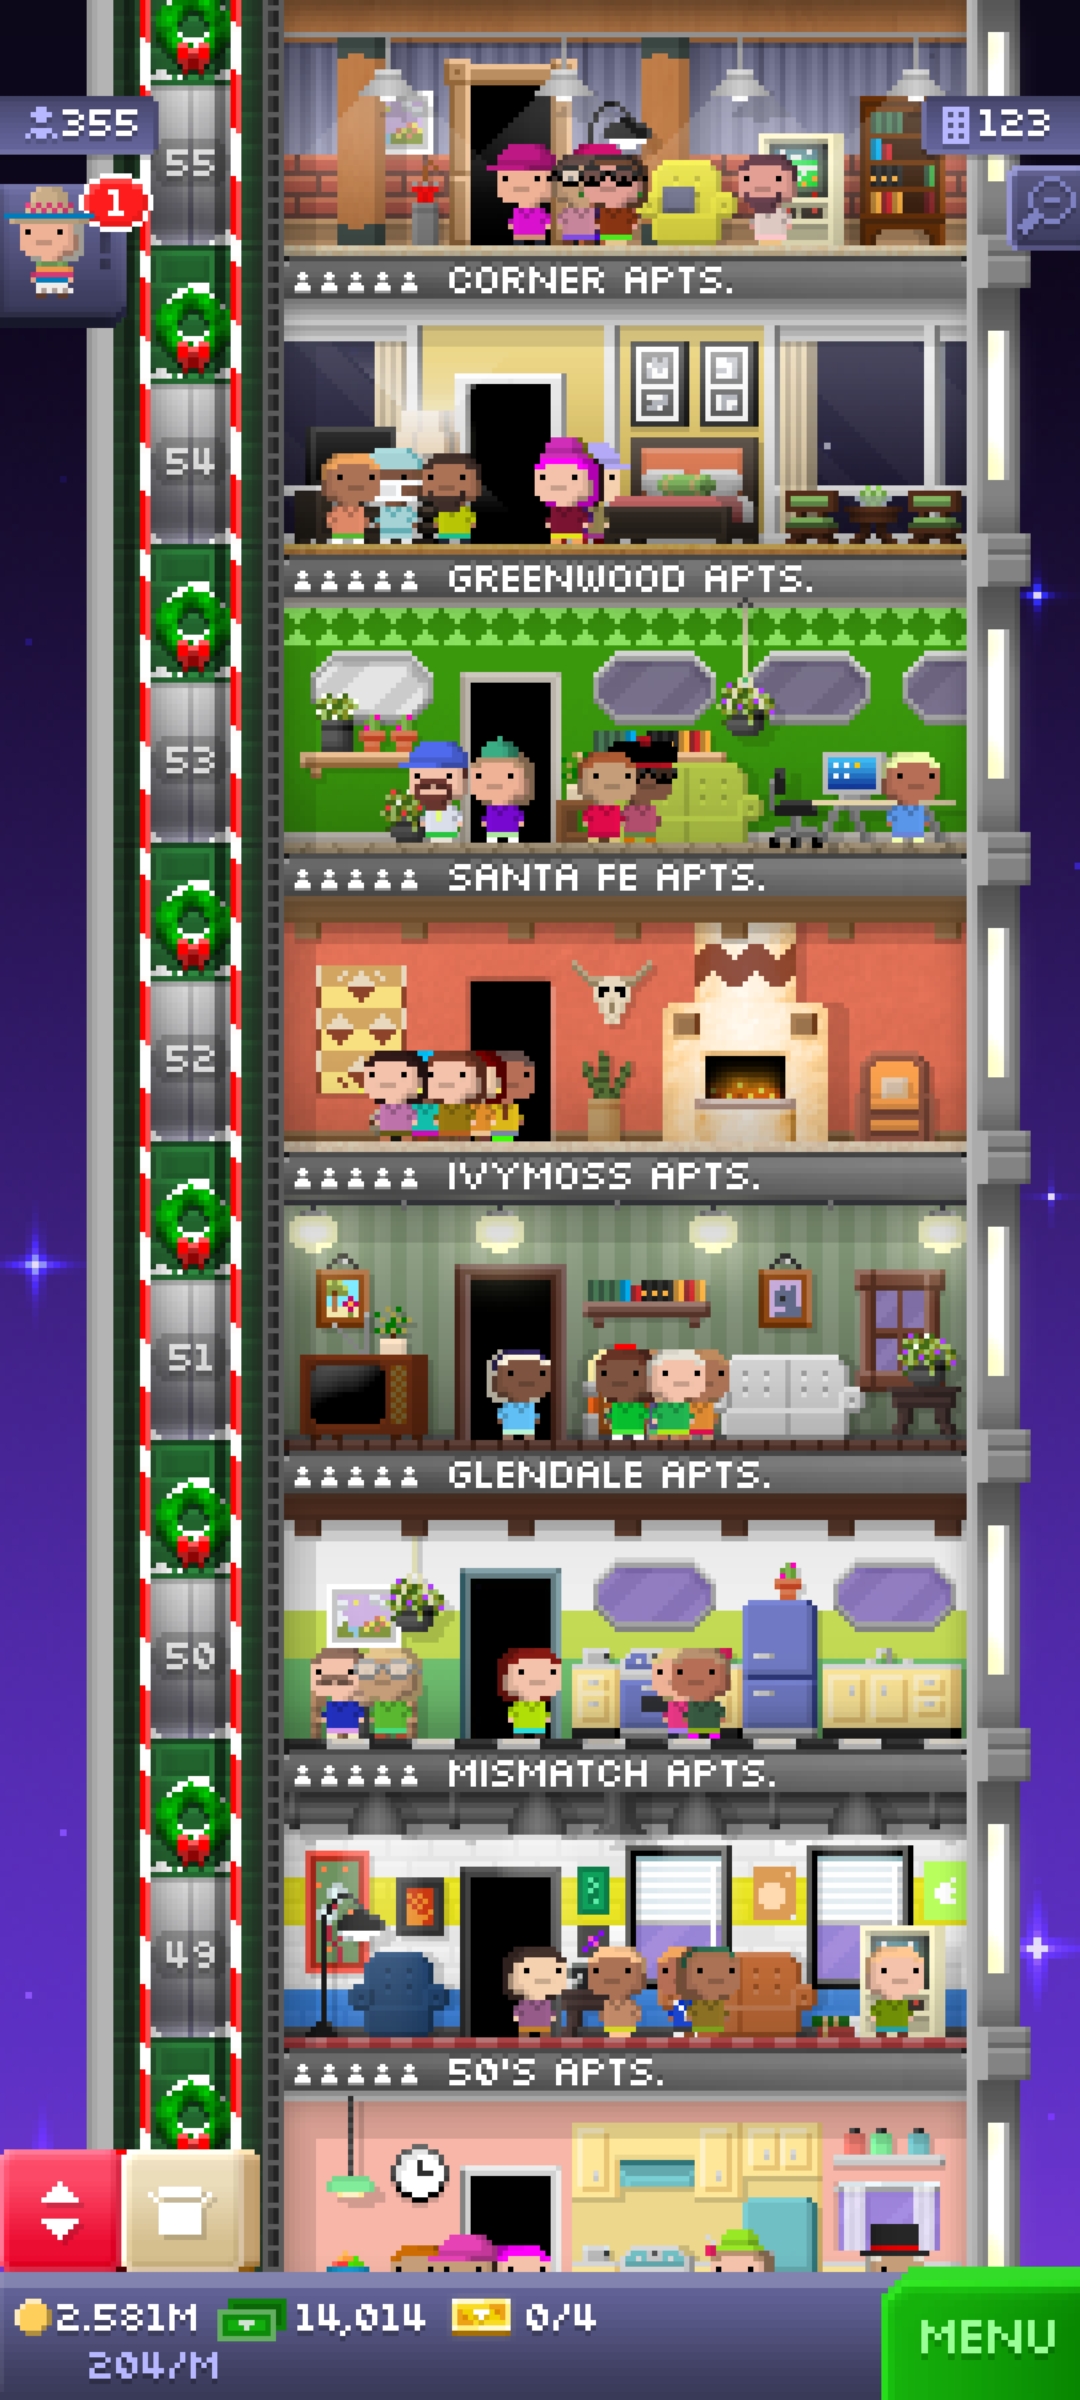 355
123
1
55
CORNER APTS.
54
GREENWOOD APTS.
53
SANTA FE APTS.
52
IVYMOSS APTS.
51
GLENDALE APTS.
50
MISMATCH APTS.
49
50'S APTS.
2.581M 14,014 0/4
204/M
MENU